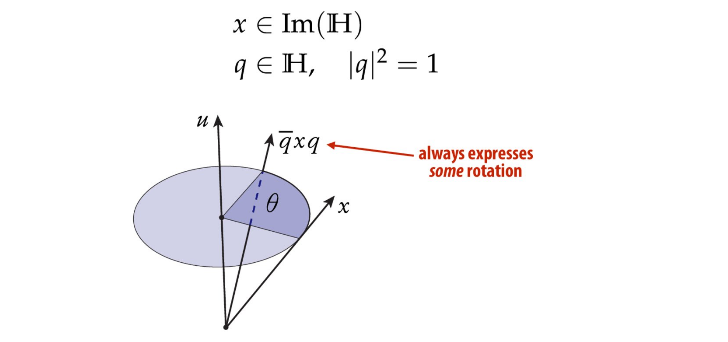 x ∈ Im(ℍ)
q ∈ ℍ, |q|² = 1
u
q̅xq
always expresses
some rotation
θ
x